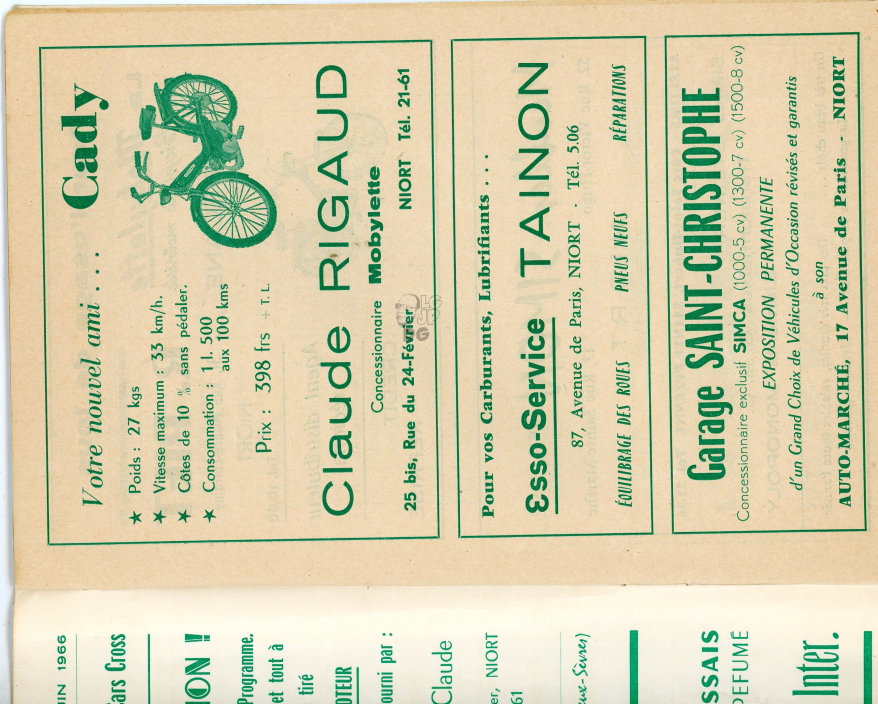 Votre nouvel ami . . . Cady
★ Poids : 27 kgs
★ Vitesse maximum : 33 km/h.
★ Côtes de 10 % sans pédaler.
★ Consommation : 1 l. 500
aux 100 kms
Prix : 398 frs + T. L.
Claude RIGAUD
Concessionnaire Mobylette
25 bis, Rue du 24-Février NIORT Tél. 21-61
Pour vos Carburants, Lubrifiants . . .
Esso-Service TAINON
87, Avenue de Paris, NIORT - Tél. 5.06
ÉQUILIBRAGE DES ROUES PNEUS NEUFS RÉPARATIONS
Garage SAINT-CHRISTOPHE
Concessionnaire exclusif SIMCA (1000-5 cv) (1300-7 cv) (1500-8 cv)
EXPOSITION PERMANENTE
d'un Grand Choix de Véhicules d'Occasion révisés et garantis
à son
AUTO-MARCHÉ, 17 Avenue de Paris - NIORT
UIN 1966
ars Cross
ION !
Programme.
et tout à
tiré
OTEUR
ourni par :
Claude
er, NIORT
61
ux-Sèvres)
SSAIS
DEFUMÉ
Inter.